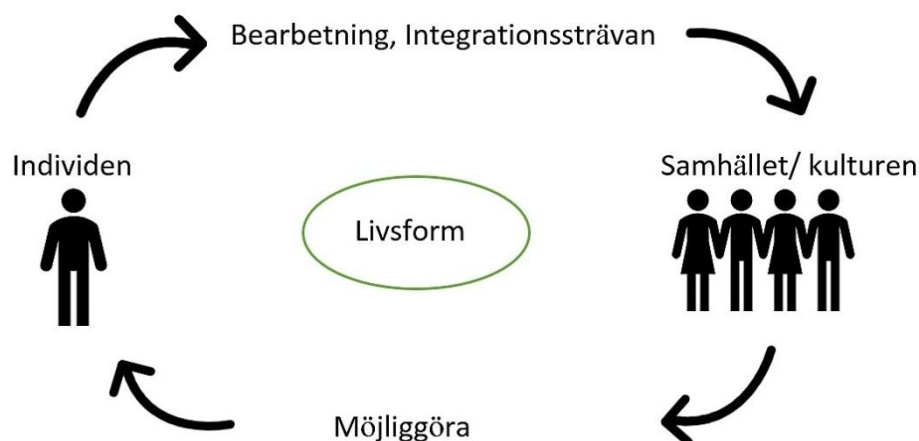 Bearbetning, Integrationssträvan
Individen
Samhället/ kulturen
Livsform
Möjliggöra